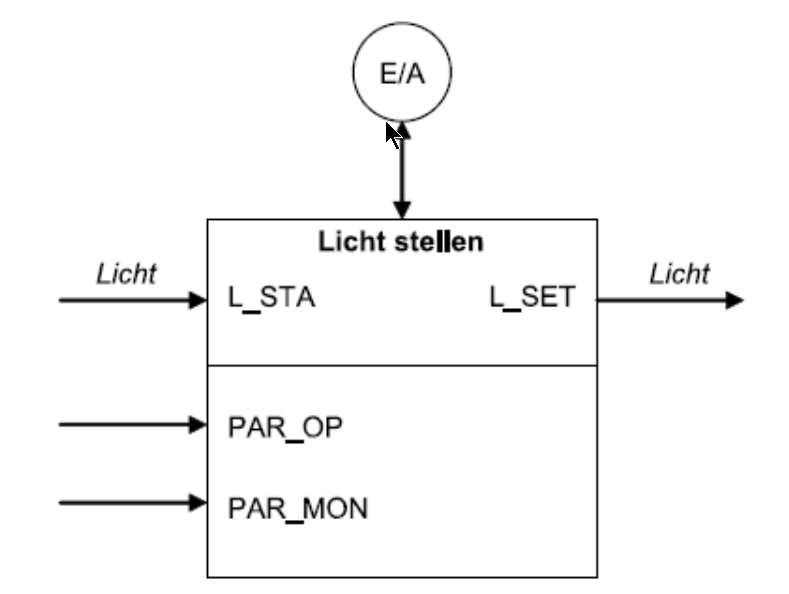 E/A
Licht stellen
Licht
Licht
L_STA
L_SET
PAR_OP
PAR_MON